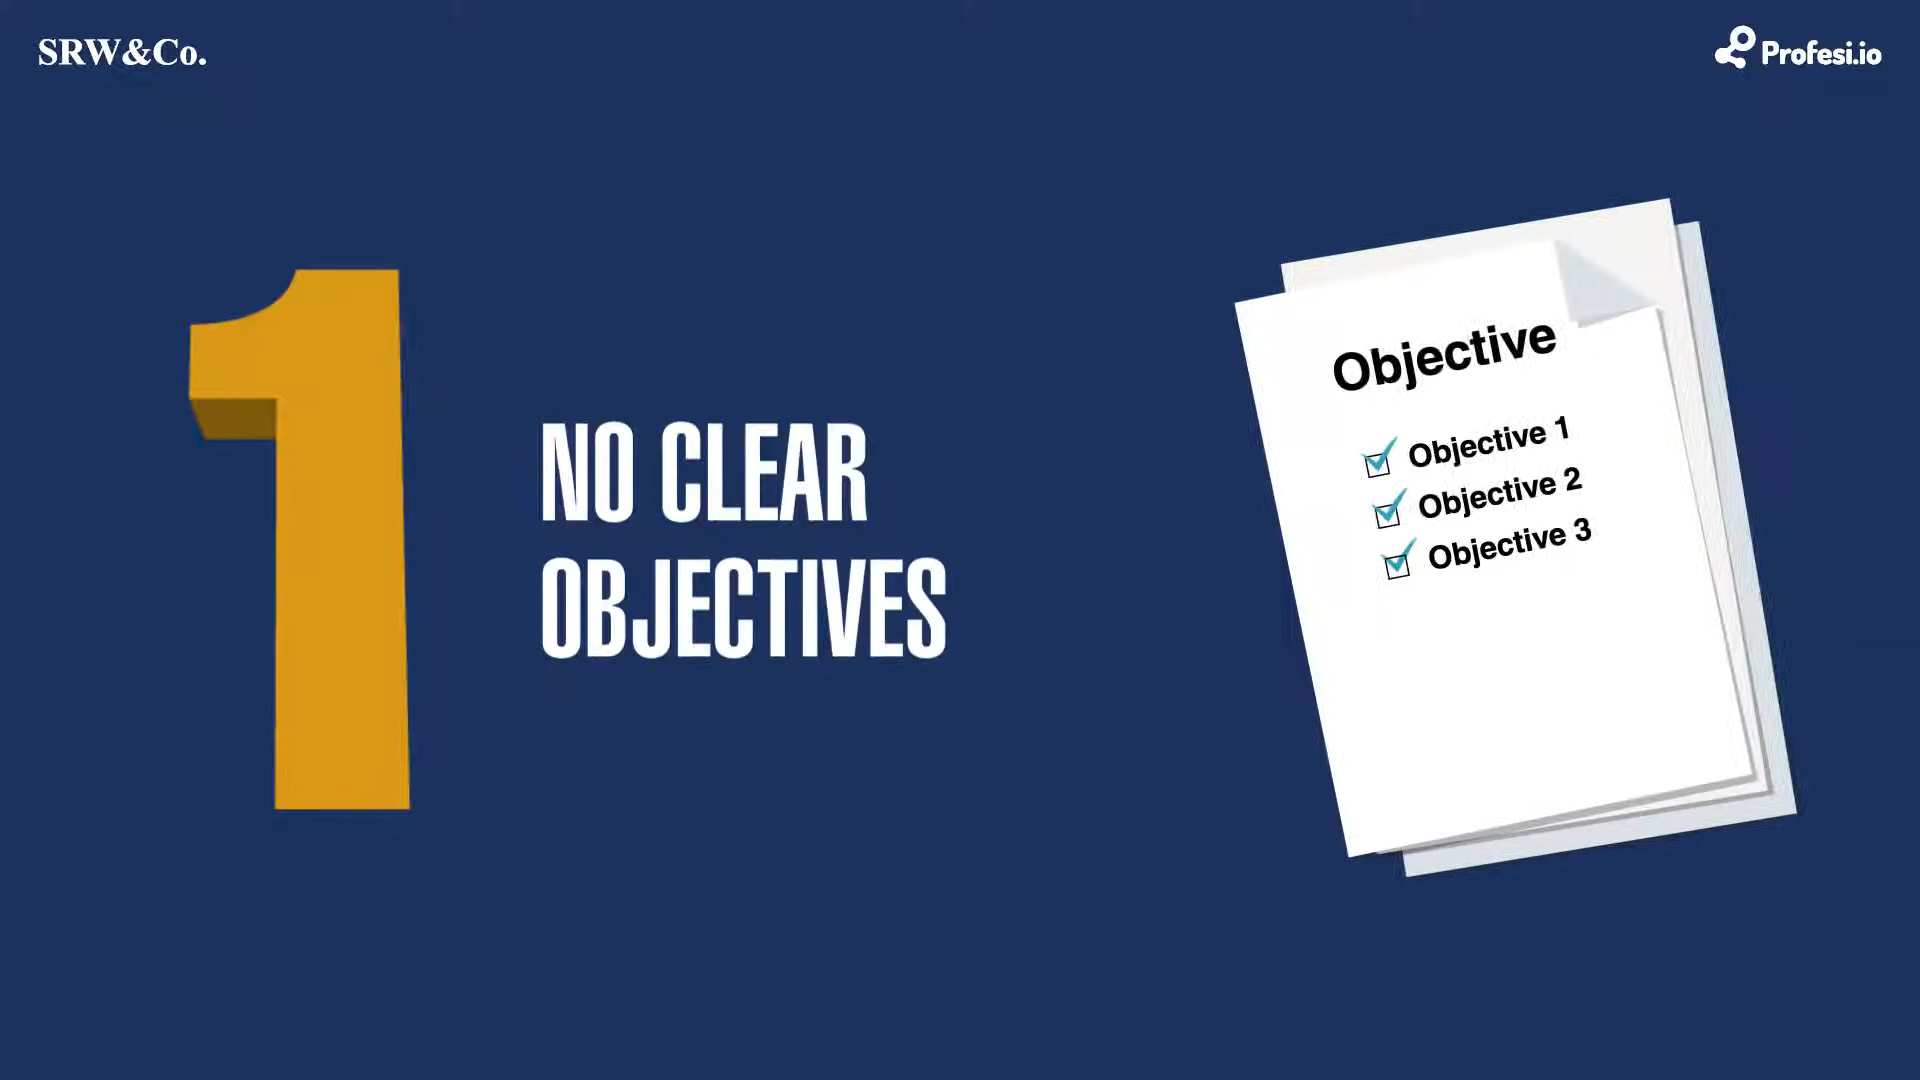 SRW&Co.
Profesi.io
1
NO CLEAR
OBJECTIVES
Objective
Objective 1
Objective 2
Objective 3